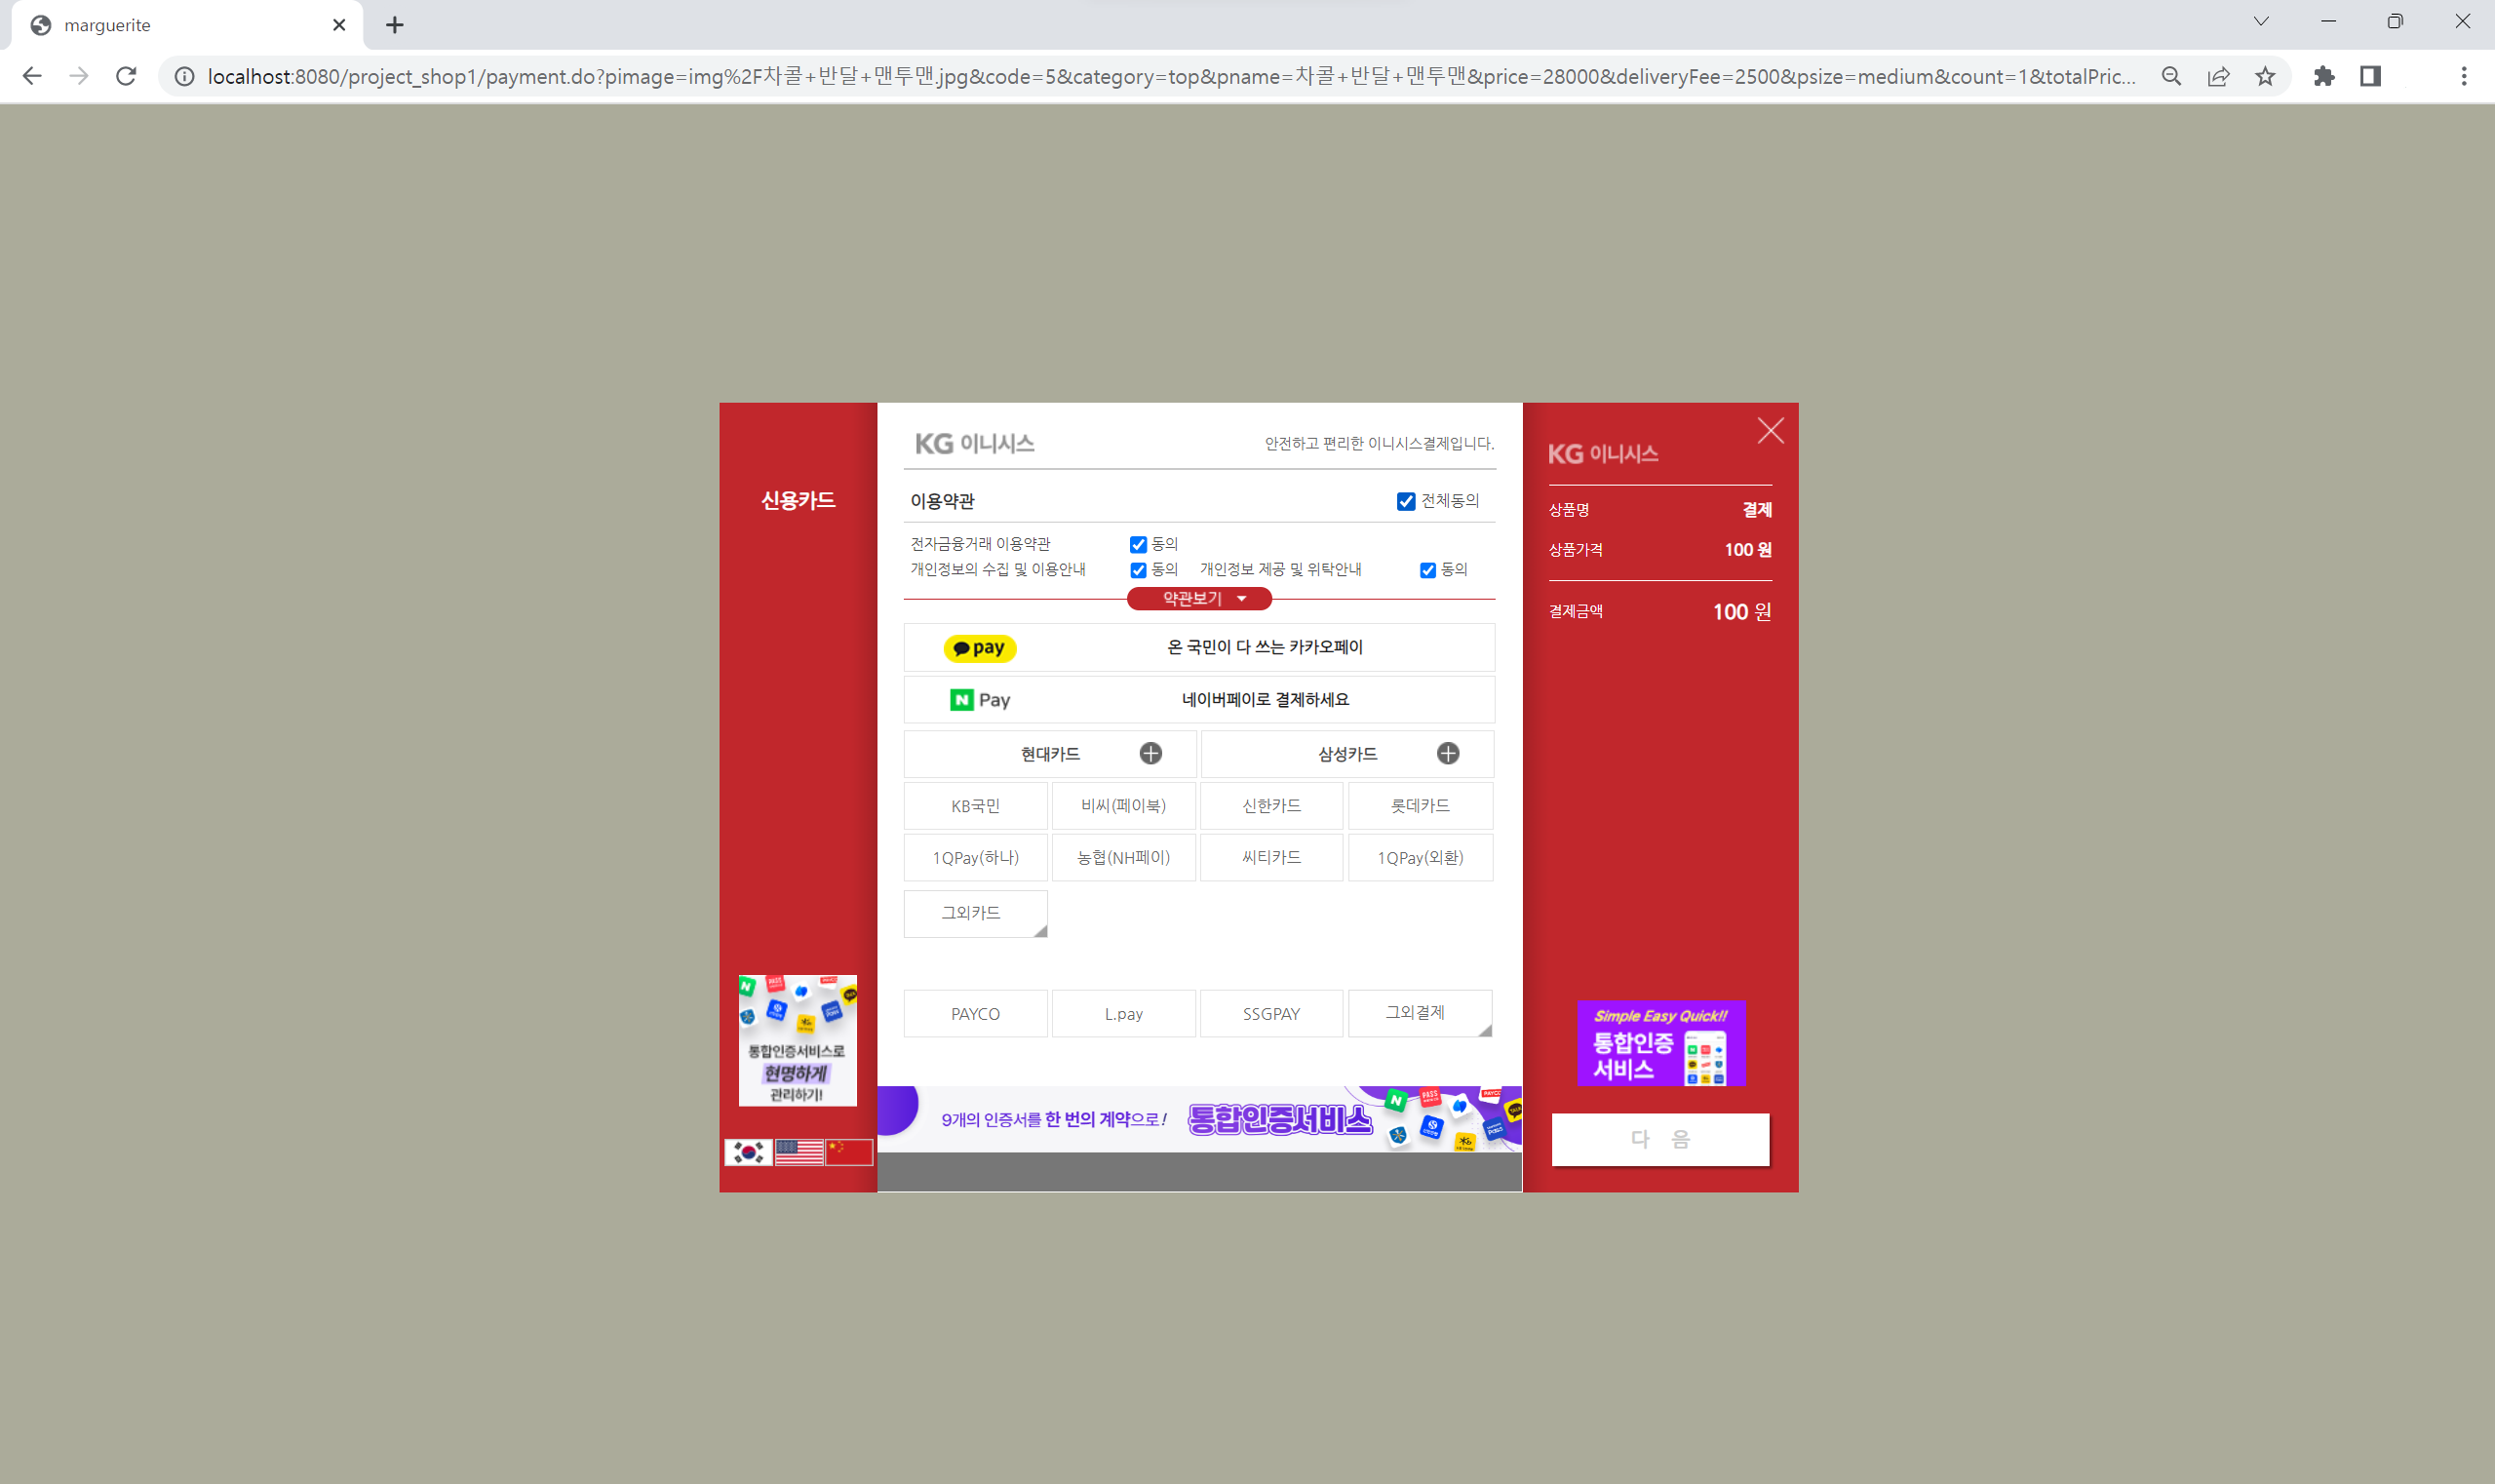 marguerite
localhost:8080/project_shop1/payment.do?pimage=img%2F차콜+반달+맨투맨.jpg&code=5&category=top&pname=차콜+반달+맨투맨&price=28000&deliveryFee=2500&psize=medium&count=1&totalPric...
신용카드
KG 이니시스
안전하고 편리한 이니시스결제입니다.
이용약관
전체동의
전자금융거래 이용약관 동의
개인정보의 수집 및 이용안내 동의 개인정보 제공 및 위탁안내 동의
약관보기
pay 온 국민이 다 쓰는 카카오페이
N Pay 네이버페이로 결제하세요
현대카드 삼성카드
KB국민 비씨(페이북) 신한카드 롯데카드
1QPay(하나) 농협(NH페이) 씨티카드 1QPay(외환)
그외카드
PAYCO L.pay SSGPAY 그외결제
9개의 인증서를 한 번의 계약으로! 통합인증서비스
통합인증서비스로
현명하게
관리하기!
KG 이니시스
상품명 결제
상품가격 100 원
결제금액 100 원
Simple Easy Quick!!
통합인증
서비스
다 음